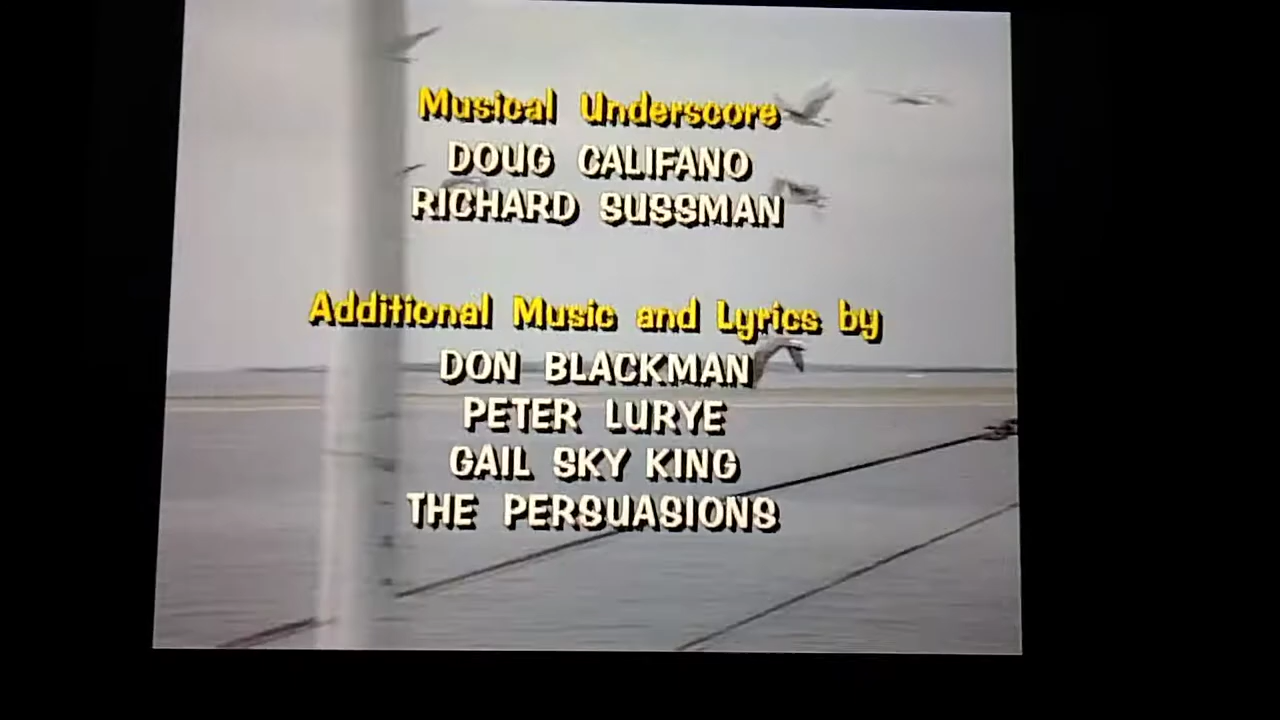 Musical Underscore
DOUG CALIFANO
RICHARD SUSSMAN
Additional Music and Lyrics by
DON BLACKMAN
PETER LURYE
GAIL SKY KING
THE PERSUASIONS